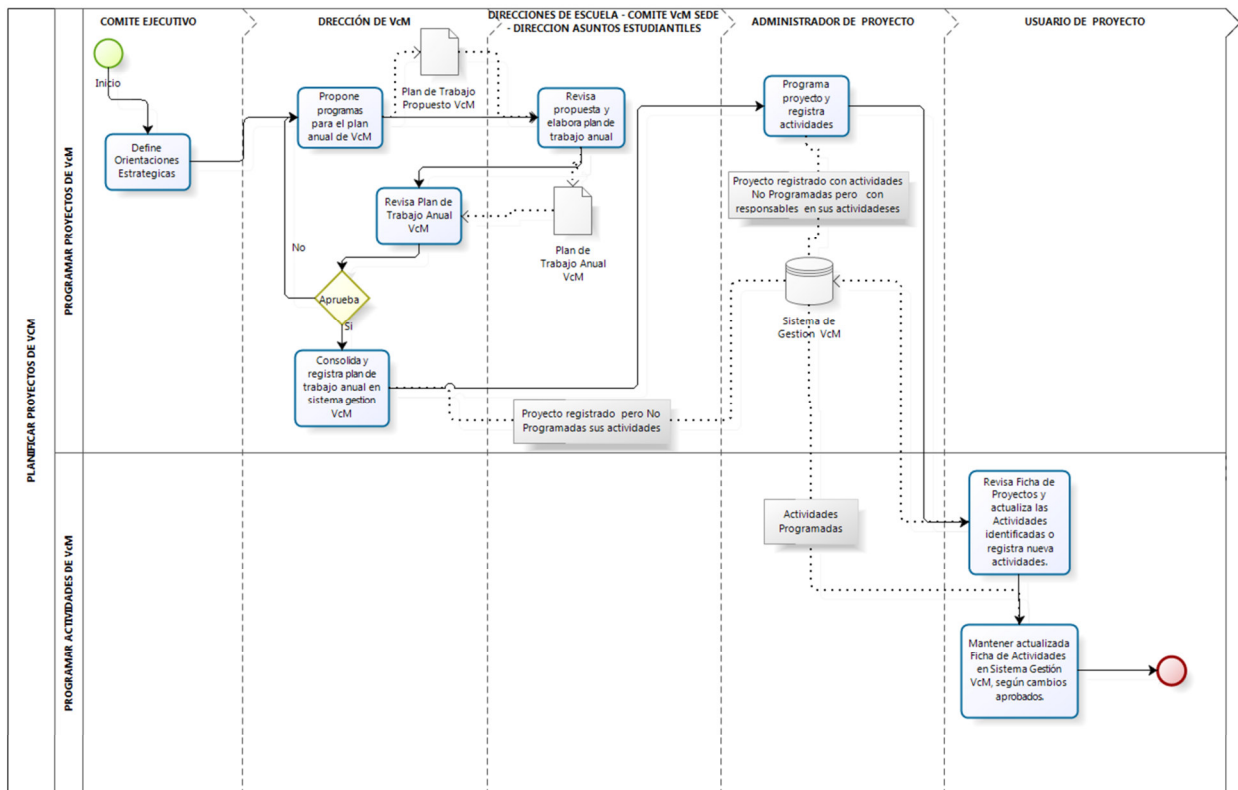 COMITE EJECUTIVO
DRECCIÓN DE VcM
DIRECCIONES DE ESCUELA - COMITE VcM SEDE
- DIRECCION ASUNTOS ESTUDIANTILES
ADMINISTRADOR DE PROYECTO
USUARIO DE PROYECTO
PLANIFICAR PROYECTOS DE VCM
PROGRAMAR PROYECTOS DE VcM
Inicio
Define
Orientaciones
Estrategicas
Propone
programas
para el plan
anual de VcM
Plan de Trabajo
Propuesto VcM
Revisa
propuesta y
elabora plan de
trabajo anual
Programa
proyecto y
registra
actividades
Revisa Plan de
Trabajo Anual
VcM
Plan de
Trabajo Anual
VcM
Proyecto registrado con actividades
No Programadas pero con
responsables en sus actividadeses
No
Aprueba
Si
Sistema de
Gestion VcM
Consolida y
registra plan de
trabajo anual en
sistema gestion
VcM
Proyecto registrado pero No
Programadas sus actividades
PROGRAMAR ACTIVIDADES DE VcM
Actividades
Programadas
Revisa Ficha de
Proyectos y
actualiza las
Actividades
identificadas o
registra nueva
actividades.
Mantener actualizada
Ficha de Actividades
en Sistema Gestión
VcM, según cambios
aprobados.